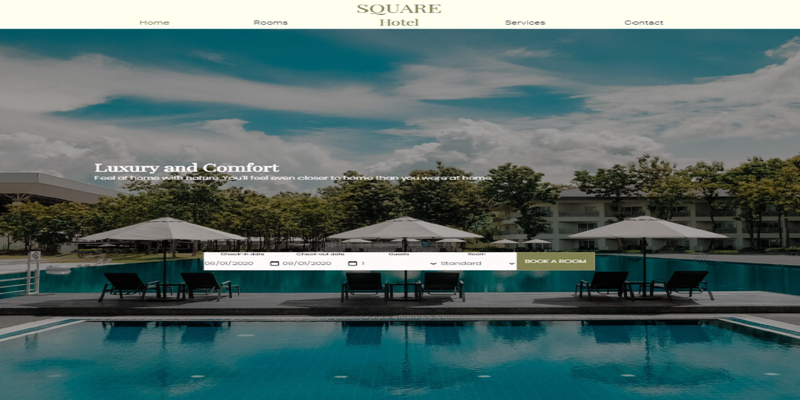 SQUARE
Home Rooms Hotel Services Contact
Luxury and Comfort
Feel at home with natura You'll feel even closer to home than you were at home
Check-in date Check-out date Guests Room
06/01/2020 09/01/2020 1 Standard BOOK A ROOM